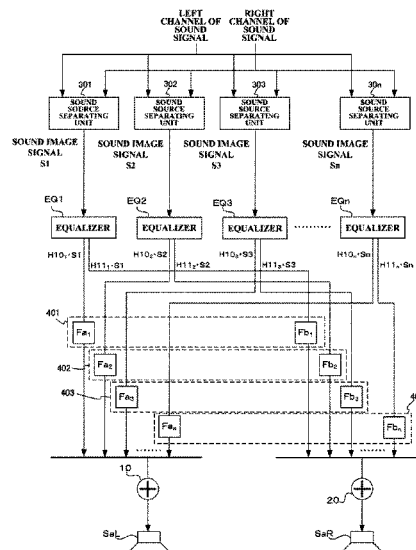 LEFT CHANNEL OF SOUND SIGNAL
RIGHT CHANNEL OF SOUND SIGNAL
301
302
303
30n
SOUND SOURCE SEPARATING UNIT
SOUND SOURCE SEPARATING UNIT
SOUND SOURCE SEPARATING UNIT
SOUND SOURCE SEPARATING UNIT
SOUND IMAGE SIGNAL S1
SOUND IMAGE SIGNAL S2
SOUND IMAGE SIGNAL S3
SOUND IMAGE SIGNAL Sn
EQ1
EQ2
EQ3
EQn
EQUALIZER
EQUALIZER
EQUALIZER
EQUALIZER
H10₁·S1
H11₁·S1
H10₂·S2
H11₂·S2
H10₃·S3
H11₃·S3
H10ₙ·Sn
H11ₙ·Sn
401
Fa₁
Fb₁
402
Fa₂
Fb₂
403
Fa₃
Fb₃
Faₙ
Fbₙ
10
20
SaL
SaR